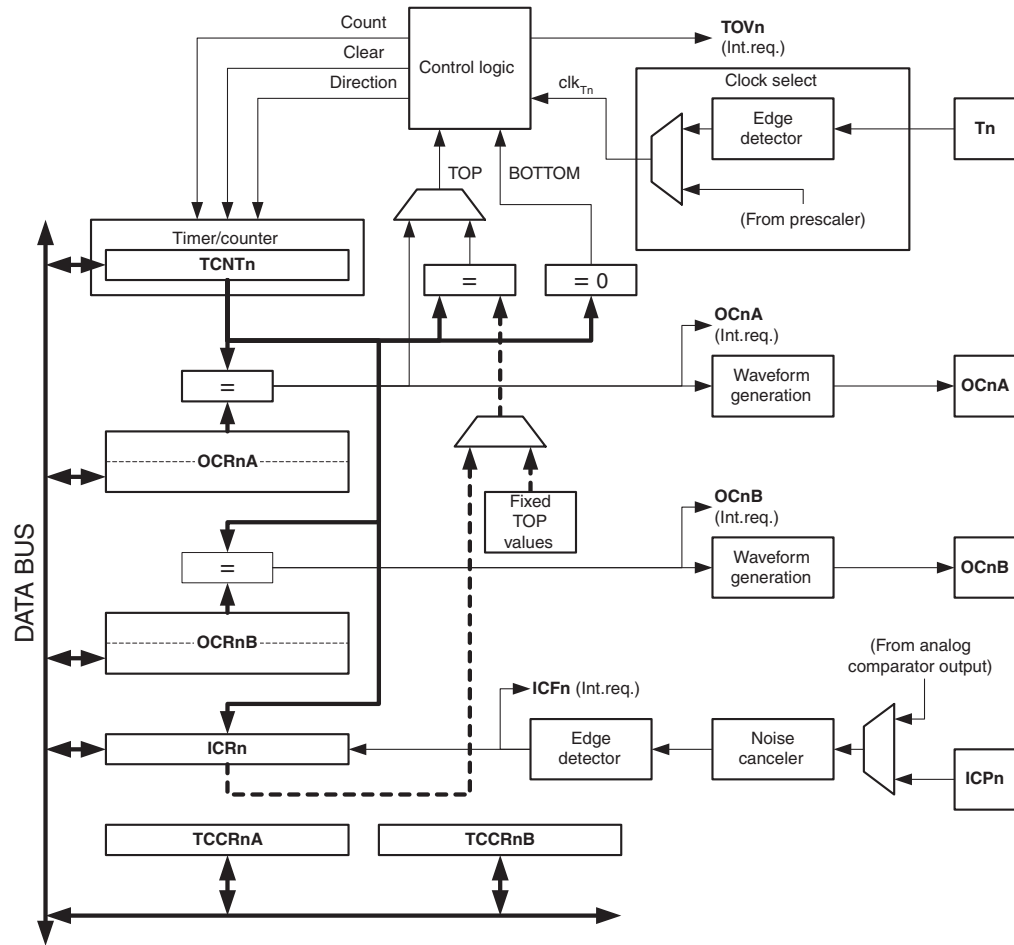 Count
Clear
Direction
Control logic
TOVn
(Int.req.)
clkTn
Clock select
Edge
detector
Tn
(From prescaler)
TOP
BOTTOM
Timer/counter
TCNTn
=
= 0
=
OCRnA
OCnA
(Int.req.)
Waveform
generation
OCnA
Fixed
TOP
values
=
OCRnB
OCnB
(Int.req.)
Waveform
generation
OCnB
DATA BUS
(From analog
comparator output)
ICFn (Int.req.)
ICRn
Edge
detector
Noise
canceler
ICPn
TCCRnA
TCCRnB